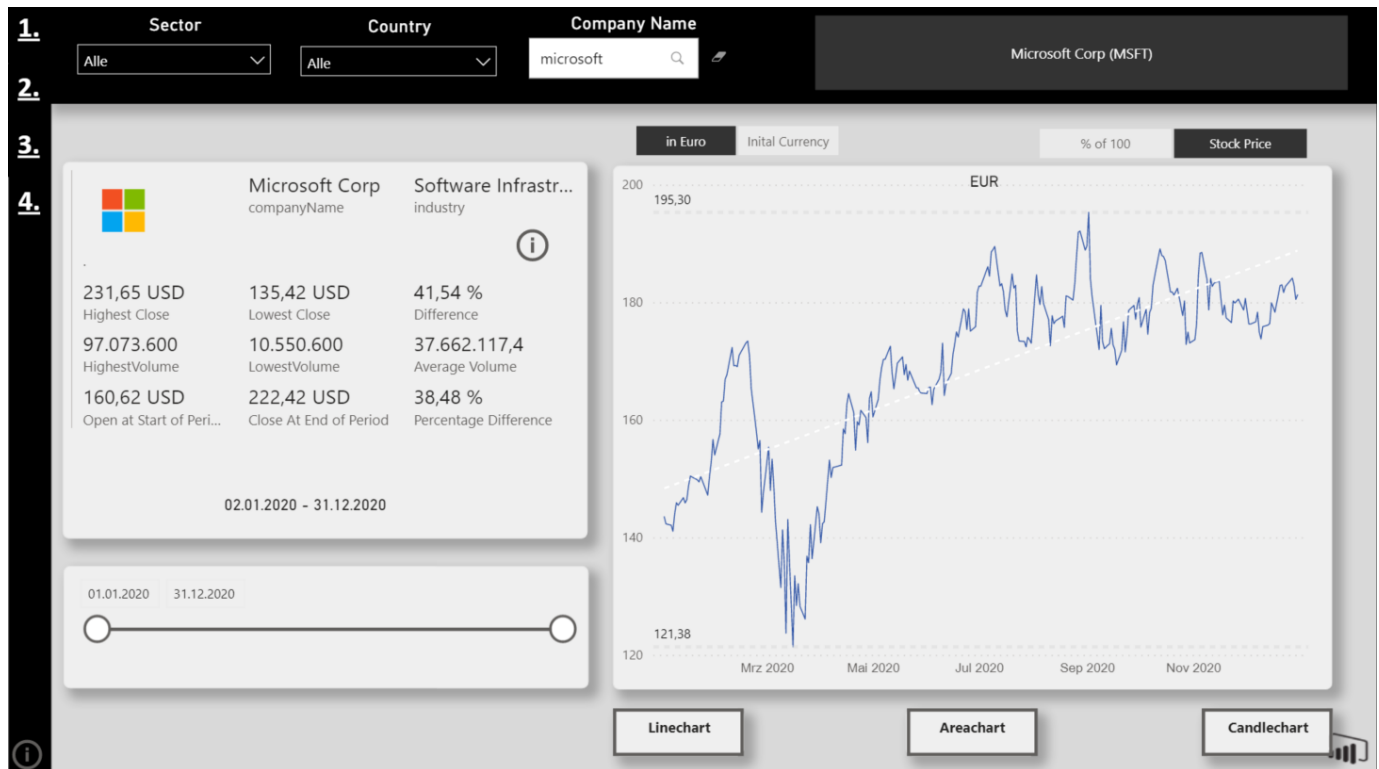 1.
2.
3.
4.
Sector
Alle
Country
Alle
Company Name
microsoft
Microsoft Corp (MSFT)
in Euro
Inital Currency
% of 100
Stock Price
Microsoft Corp
companyName
Software Infrastr...
industry
231,65 USD
Highest Close
135,42 USD
Lowest Close
41,54 %
Difference
97.073.600
HighestVolume
10.550.600
LowestVolume
37.662.117,4
Average Volume
160,62 USD
Open at Start of Peri...
222,42 USD
Close At End of Period
38,48 %
Percentage Difference
02.01.2020 - 31.12.2020
01.01.2020
31.12.2020
EUR
200
195,30
180
160
140
121,38
120
Mrz 2020
Mai 2020
Jul 2020
Sep 2020
Nov 2020
Linechart
Areachart
Candlechart